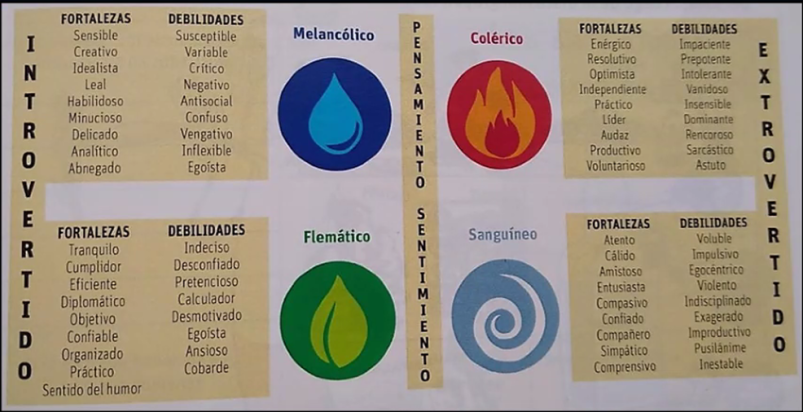 INTROVERTIDO
FORTALEZAS DEBILIDADES
Sensible Susceptible
Creativo Variable
Idealista Crítico
Leal Negativo
Habilidoso Antisocial
Minucioso Confuso
Delicado Vengativo
Analítico Inflexible
Abnegado Egoísta
Melancólico
PENSAMIENTO SENTIMIENTO
Colérico
FORTALEZAS DEBILIDADES
Enérgico Impaciente
Resolutivo Prepotente
Optimista Intolerante
Independiente Vanidoso
Práctico Insensible
Líder Dominante
Audaz Rencoroso
Productivo Sarcástico
Voluntarioso Astuto
EXTROVERTIDO
FORTALEZAS DEBILIDADES
Tranquilo Indeciso
Cumplidor Desconfiado
Eficiente Pretencioso
Diplomático Calculador
Objetivo Desmotivado
Confiable Egoísta
Organizado Ansioso
Práctico Cobarde
Sentido del humor
Flemático
Sanguíneo
FORTALEZAS DEBILIDADES
Atento Voluble
Cálido Impulsivo
Amistoso Egocéntrico
Entusiasta Violento
Compasivo Indisciplinado
Confiado Exagerado
Compañero Improductivo
Simpático Pusilánime
Comprensivo Inestable